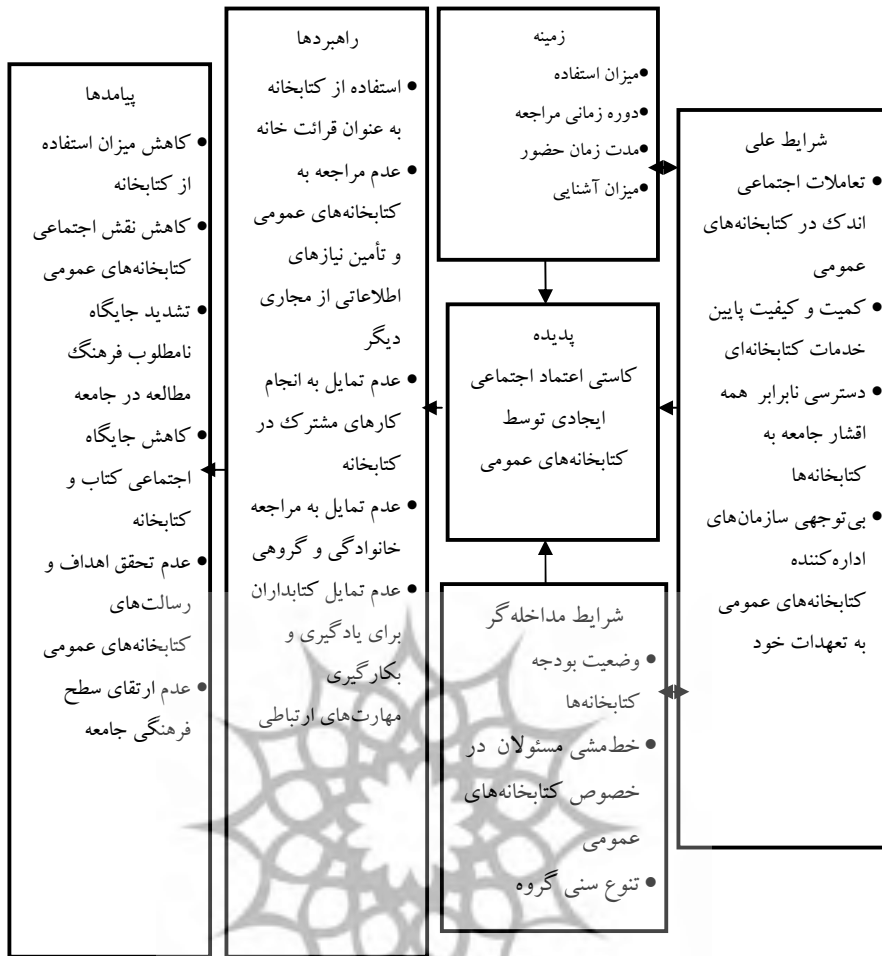 شرایط علی
• تعاملات اجتماعی
اندک در کتابخانه‌های
عمومی
• کمیت و کیفیت پایین
خدمات کتابخانه‌ای
• دسترسی نابرابر همه
اقشار جامعه به
کتابخانه‌ها
• بی‌توجهی سازمان‌های
اداره‌کننده
کتابخانه‌های عمومی
به تعهدات خود
زمینه
• میزان استفاده
• دوره زمانی مراجعه
• مدت زمان حضور
• میزان آشنایی
پدیده
کاستی اعتماد اجتماعی
ایجادی توسط
کتابخانه‌های عمومی
شرایط مداخله‌گر
• وضعیت بودجه
کتابخانه‌ها
• خط‌مشی مسئولان در
خصوص کتابخانه‌های
عمومی
• تنوع سنی گروه
راهبردها
• استفاده از کتابخانه
به عنوان قرائت خانه
• عدم مراجعه به
کتابخانه‌های عمومی
و تأمین نیازهای
اطلاعاتی از مجاری
دیگر
• عدم تمایل به انجام
کارهای مشترک در
کتابخانه
• عدم تمایل به مراجعه
خانوادگی و گروهی
• عدم تمایل کتابداران
برای یادگیری و
بکارگیری
مهارت‌های ارتباطی
پیامدها
• کاهش میزان استفاده
از کتابخانه
• کاهش نقش اجتماعی
کتابخانه‌های عمومی
• تشدید جایگاه
نامطلوب فرهنگ
مطالعه در جامعه
• کاهش جایگاه
اجتماعی کتاب و
کتابخانه
• عدم تحقق اهداف و
رسالت‌های
کتابخانه‌های عمومی
• عدم ارتقای سطح
فرهنگی جامعه